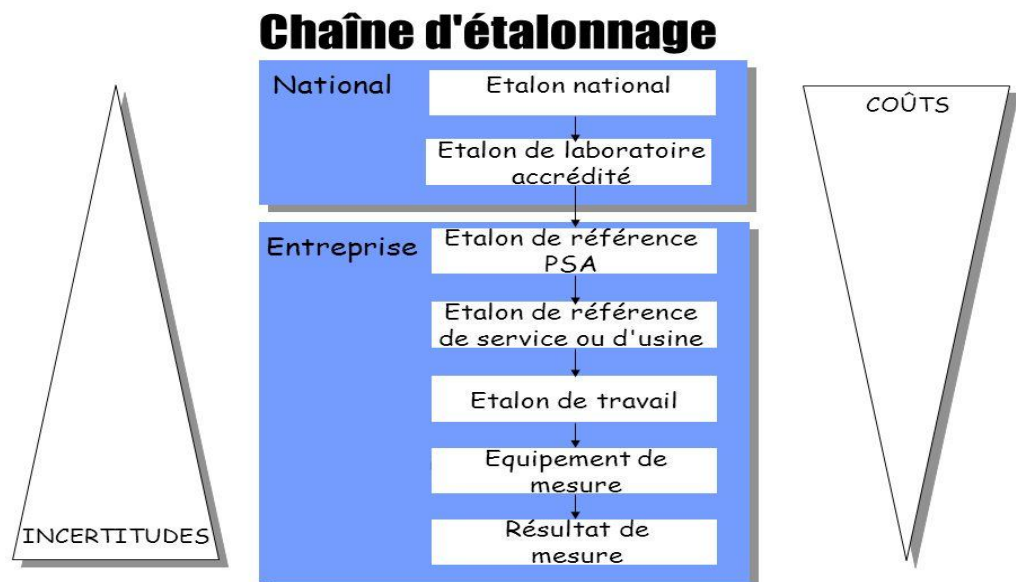 Chaîne d'étalonnage
National
Etalon national
COÛTS
Etalon de laboratoire
accrédité
Entreprise
Etalon de référence
PSA
Etalon de référence
de service ou d'usine
Etalon de travail
Equipement de
mesure
INCERTITUDES
Résultat de
mesure